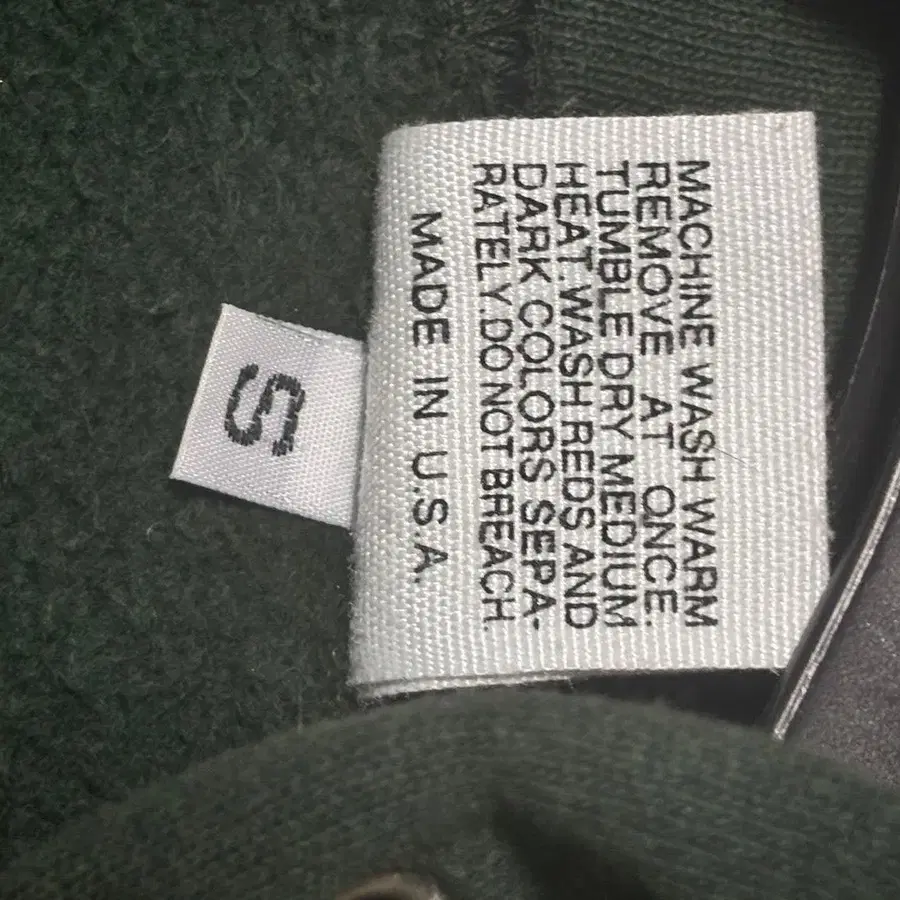 MACHINE WASH WARM
REMOVE AT ONCE.
TUMBLE DRY MEDIUM
HEAT.WASH REDS AND
DARK COLORS SEPA-
RATELY.DO NOT BREACH.
MADE IN U.S.A.
S